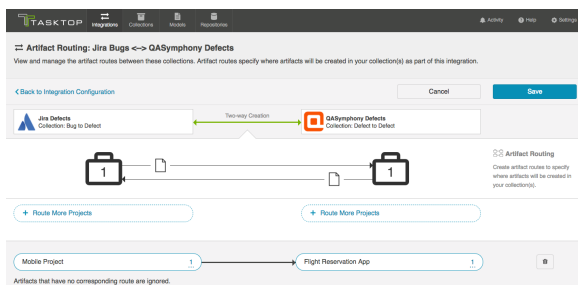 TASKTOP
Integrations
Collections
Models
Repositories
Activity
Help
Settings
Artifact Routing: Jira Bugs <--> QASymphony Defects
View and manage the artifact routes between these collections. Artifact routes specify where artifacts will be created in your collection(s) as part of this integration.
Back to Integration Configuration
Cancel
Save
Jira Defects
Collection: Bug to Defect
Two-way Creation
QASymphony Defects
Collection: Defect to Defect
1
1
Artifact Routing
Create artifact routes to specify
where artifacts will be created in
your collection(s).
+ Route More Projects
+ Route More Projects
Mobile Project
1
Flight Reservation App
1
Artifacts that have no corresponding route are ignored.